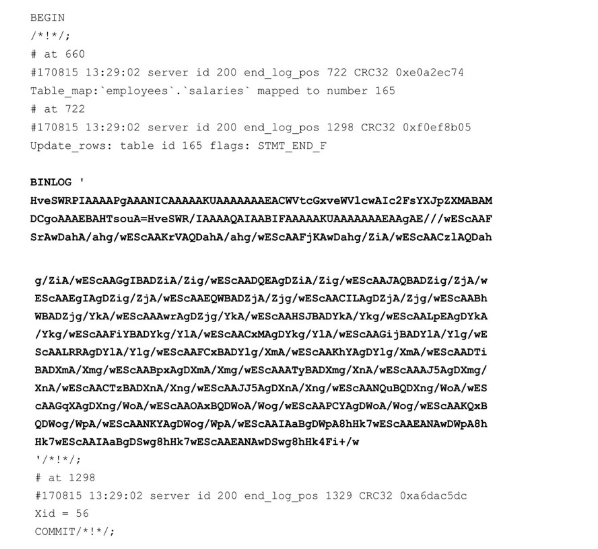 BEGIN
/*!*/;
# at 660
#170815 13:29:02 server id 200 end_log_pos 722 CRC32 0xe0a2ec74
Table_map:`employees`.`salaries` mapped to number 165
# at 722
#170815 13:29:02 server id 200 end_log_pos 1298 CRC32 0xf0ef8b05
Update_rows: table id 165 flags: STMT_END_F
BINLOG '
HveSWRPIAAAAPgAAANICAAAAAKUAAAAAAAEACWVtcGxveWVlcwAIc2FsYXJpZXMABAM
DCgoAAAEBAHTsouA=HveSWR/IAAAAQAIAABIFAAAAAKUAAAAAAAEAAgAE///wEScAAF
SrAwDahA/ahg/wEScAAKrVAQDahA/ahg/wEScAAFjKAwDahg/ZiA/wEScAACzlAQDah
g/ZiA/wEScAAGgIBADZiA/Zig/wEScAADQEAgDZiA/Zig/wEScAAJAQBADZig/ZjA/w
EScAAEgIAgDZig/ZjA/wEScAAEQWBADZjA/Zjg/wEScAACILAgDZjA/Zjg/wEScAABh
WBADZjg/YkA/wEScAAAwrAgDZjg/YkA/wEScAAHSJBADYkA/Ykg/wEScAALpEAgDYkA
/Ykg/wEScAAFiYBADYkg/YlA/wEScAACxMAgDYkg/YlA/wEScAAGijBADYlA/Ylg/wE
ScAALRRAgDYlA/Ylg/wEScAAFCxBADYlg/XmA/wEScAAKhYAgDYlg/XmA/wEScAADTi
BADXmA/Xmg/wEScAABpxAgDXmA/Xmg/wEScAATyBADXmg/XnA/wEScAAAJ5AgDXmg/
XnA/wEScAACTzBADXnA/Xng/wEScAAJJ5AgDXnA/Xng/wEScAANQuBQDXng/WoA/wES
cAAGqXAgDXng/WoA/wEScAAOAxBQDWoA/Wog/wEScAAPCYAgDWoA/Wog/wEScAAKQxB
QDWog/WpA/wEScAANKYAgDWog/WpA/wEScAAIAaBgDWpA8hHk7wEScAAEANAwDWpA8h
Hk7wEScAAIAaBgDSwg8hHk7wEScAAEANAwDSwg8hHk4Fi+/w
'/*!*/;
# at 1298
#170815 13:29:02 server id 200 end_log_pos 1329 CRC32 0xa6dac5dc
Xid = 56
COMMIT/*!*/;